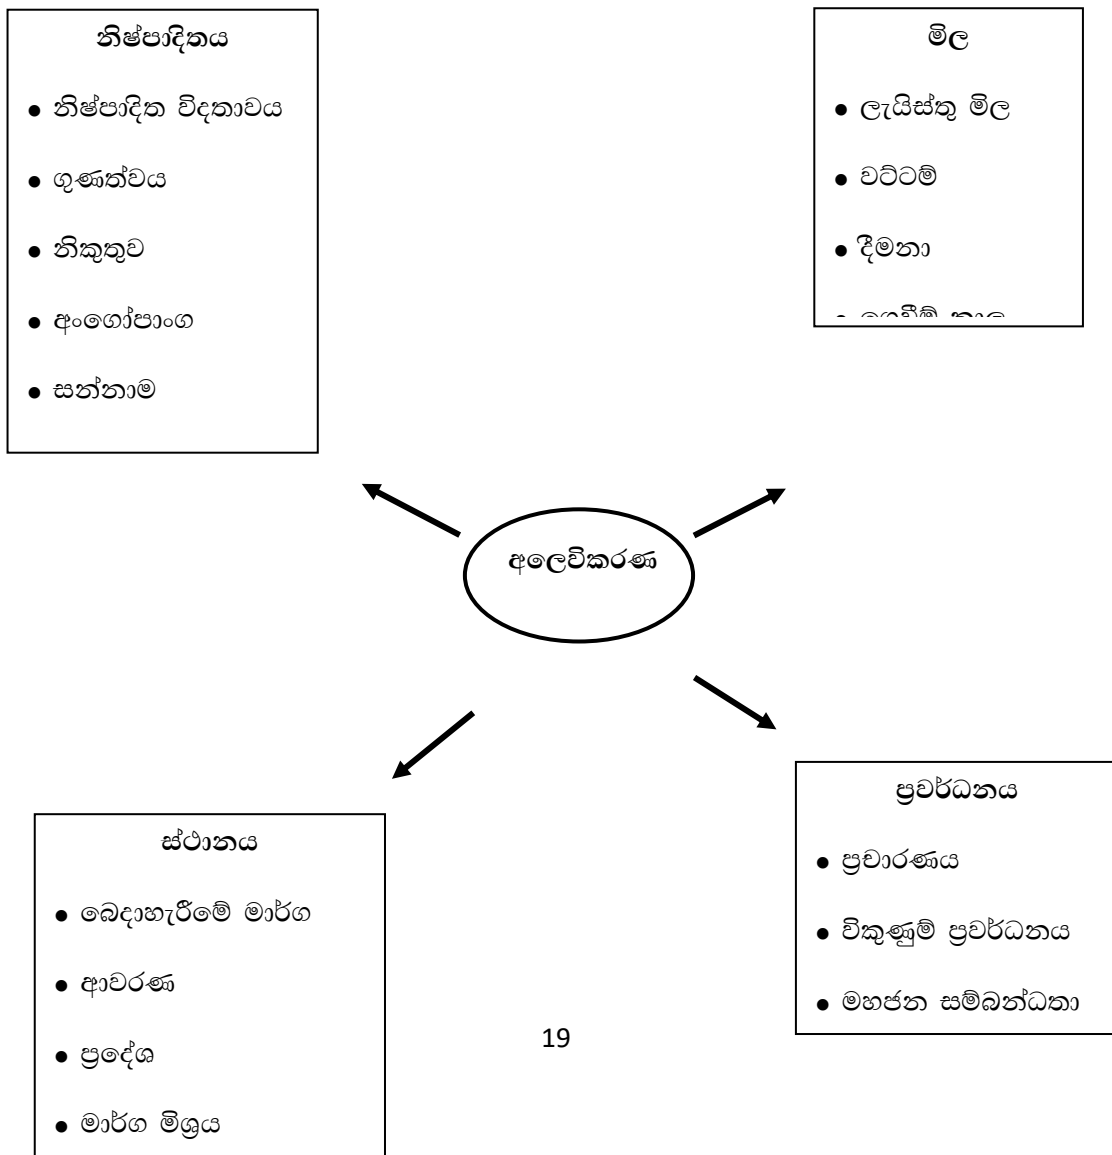 නිෂ්පාදිතය
● නිෂ්පාදිත විදතාවය
● ගුණත්වය
● නිකුතුව
● අංගෝපාංග
● සන්නාම
මිල
● ලැයිස්තු මිල
● වට්ටම්
● දීමනා
● ගෙවීම් කාල
අලෙවිකරණ
ස්ථානය
● බෙදාහැරීමේ මාර්ග
● ආවරණ
● ප්‍රදේශ
● මාර්ග මිශ්‍රය
ප්‍රවර්ධනය
● ප්‍රචාරණය
● විකුණුම් ප්‍රවර්ධනය
● මහජන සම්බන්ධතා
19